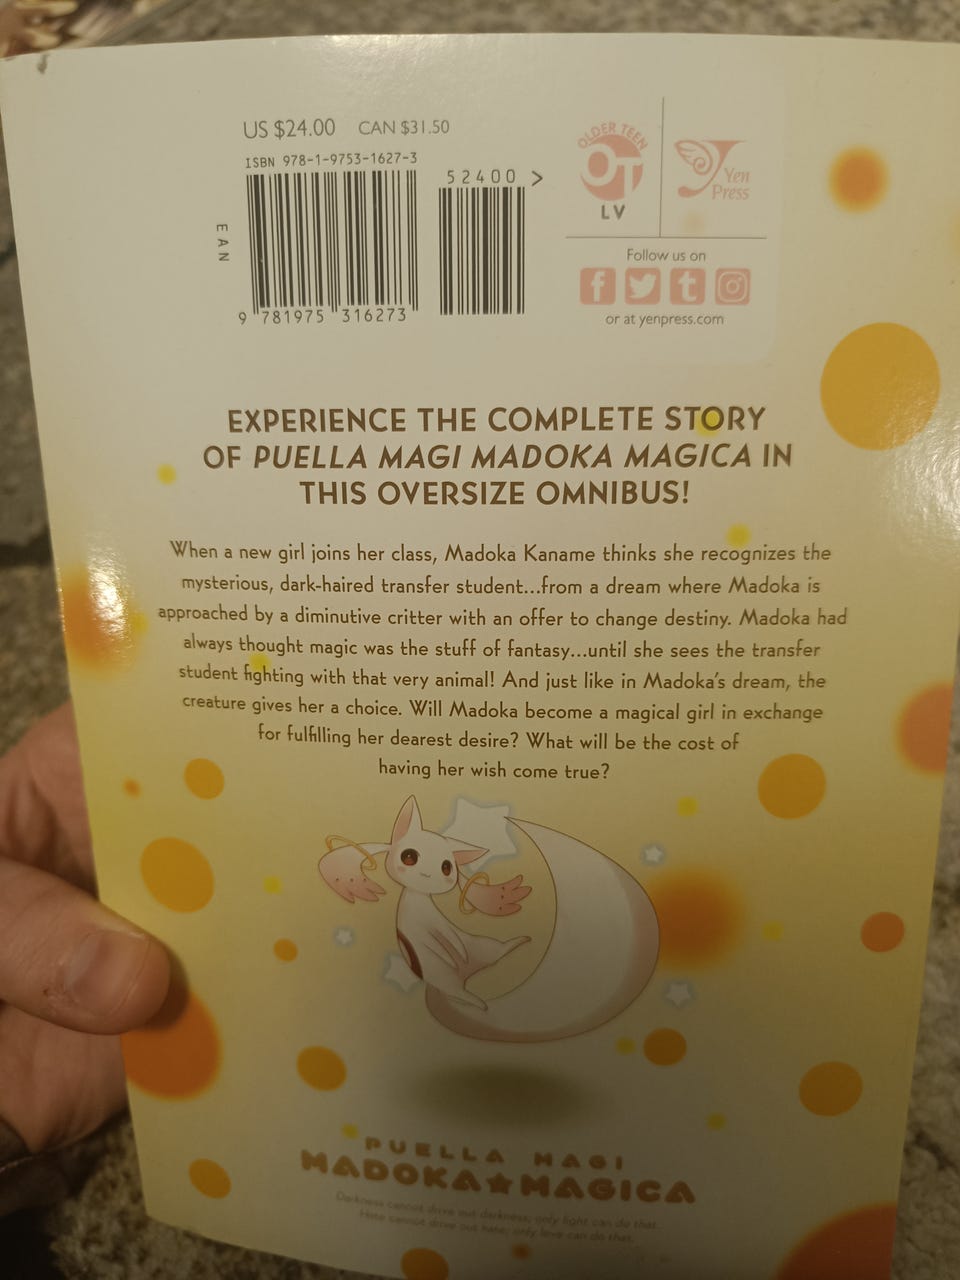 US $24.00 CAN $31.50
ISBN 978-1-9753-1627-3
52400 >
EAN
9 781975 316273
OLDER TEEN
OT
LV
Yen
Press
Follow us on
or at yenpress.com
EXPERIENCE THE COMPLETE STORY
OF PUELLA MAGI MADOKA MAGICA IN
THIS OVERSIZE OMNIBUS!
When a new girl joins her class, Madoka Kaname thinks she recognizes the
mysterious, dark-haired transfer student...from a dream where Madoka is
approached by a diminutive critter with an offer to change destiny. Madoka had
always thought magic was the stuff of fantasy...until she sees the transfer
student fighting with that very animal! And just like in Madoka's dream, the
creature gives her a choice. Will Madoka become a magical girl in exchange
for fulfilling her dearest desire? What will be the cost of
having her wish come true?
PUELLA MAGI
MADOKA★MAGICA
Darkness cannot drive out darkness; only light can do that.
Hate cannot drive out hate; only love can do that.